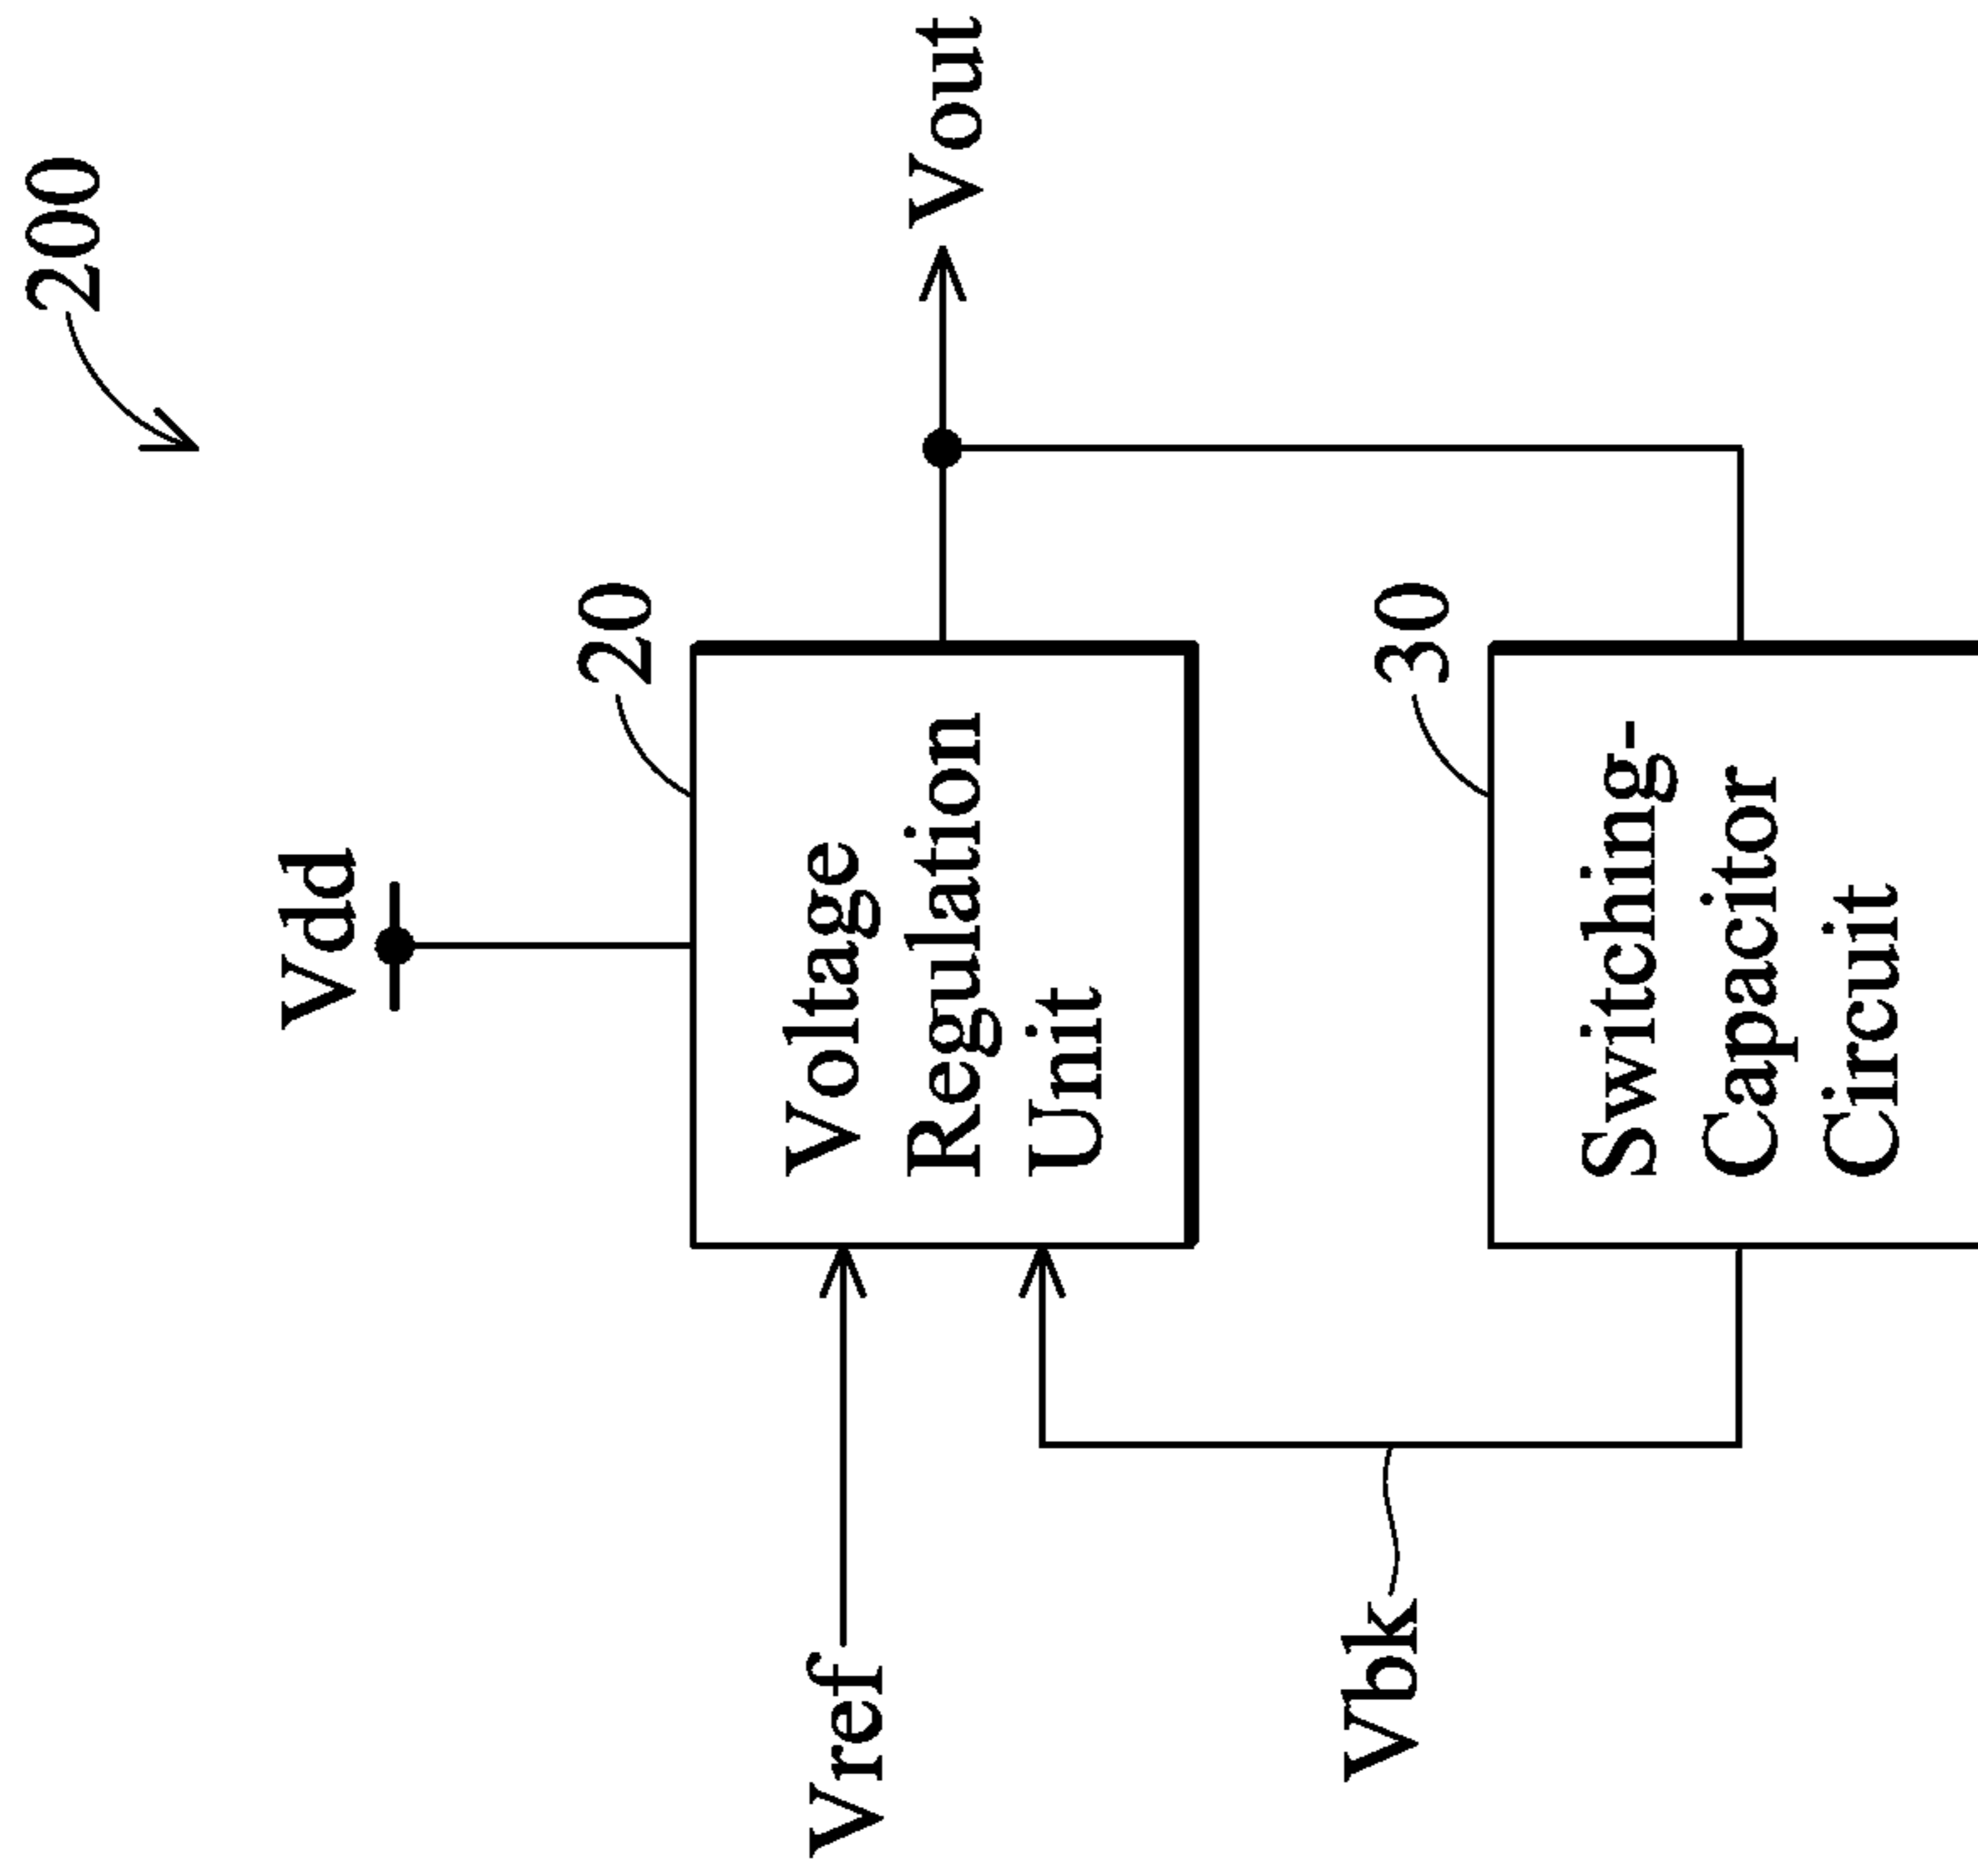 200
Vdd
20
Voltage
Regulation
Unit
Vref
Vout
Vbk
30
Switching-
Capacitor
Circuit